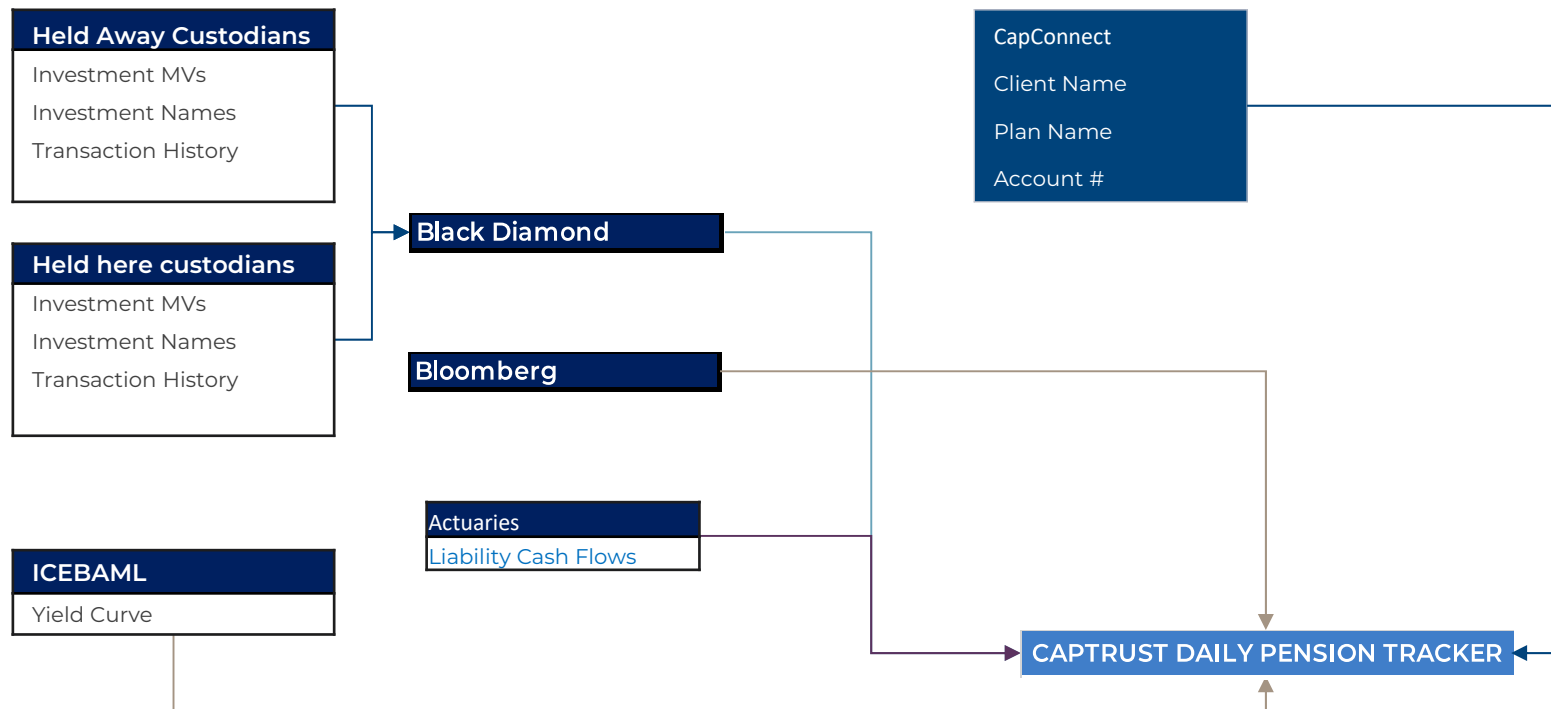 Held Away Custodians
Investment MVs
Investment Names
Transaction History
CapConnect
Client Name
Plan Name
Account #
Black Diamond
Held here custodians
Investment MVs
Investment Names
Transaction History
Bloomberg
Actuaries
Liability Cash Flows
ICEBAML
Yield Curve
CAPTRUST DAILY PENSION TRACKER